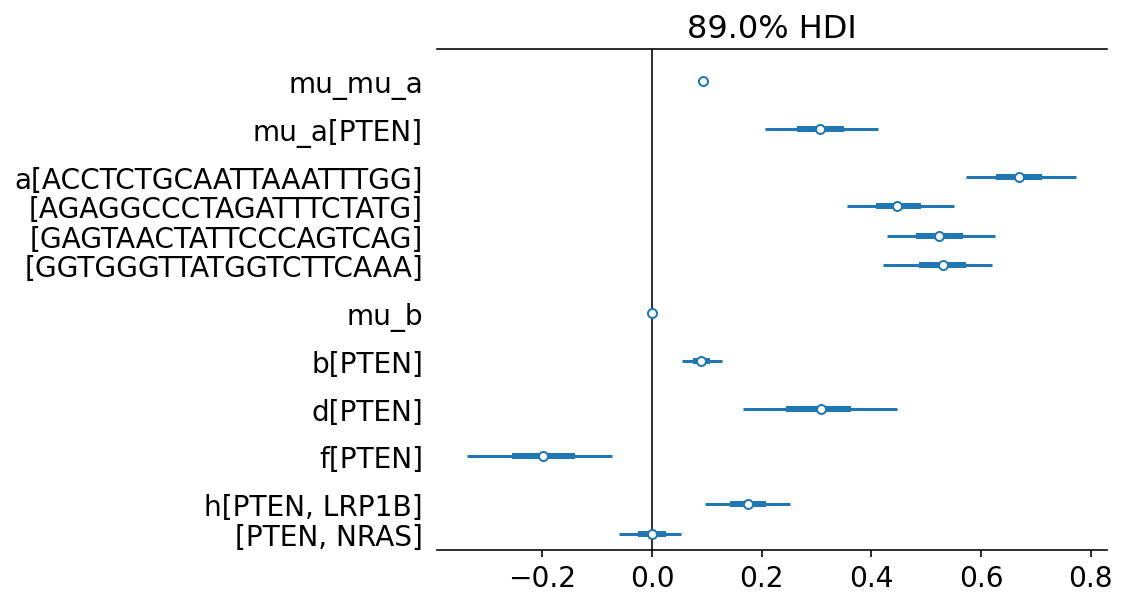 89.0% HDI
mu_mu_a
mu_a[PTEN]
a[ACCTCTGCAATTAAATTTGG]
[AGAGGCCCTAGATTTCTATG]
[GAGTAACTATTCCCAGTCAG]
[GGTGGGTTATGGTCTTCAAA]
mu_b
b[PTEN]
d[PTEN]
f[PTEN]
h[PTEN, LRP1B]
[PTEN, NRAS]
−0.2 0.0 0.2 0.4 0.6 0.8